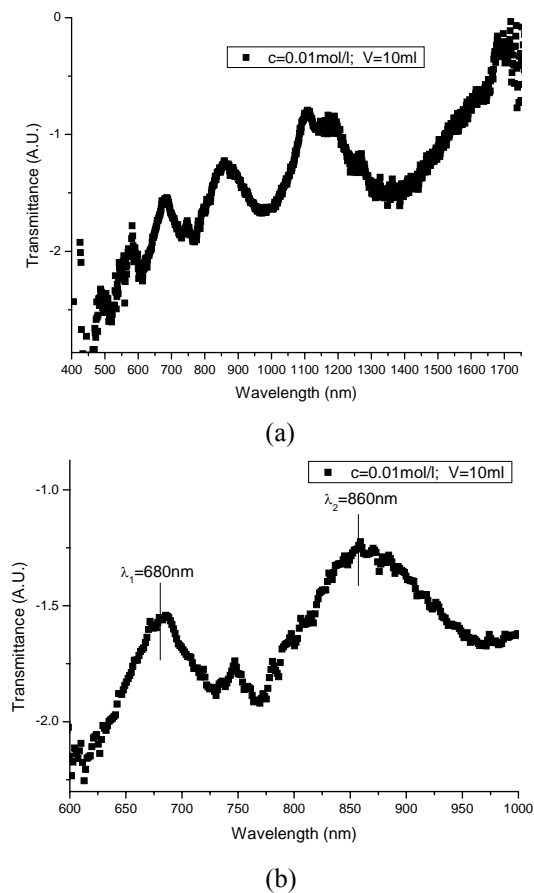 0
-1
-2
Transmittance (A.U.)
c=0.01mol/l; V=10ml
400 500 600 700 800 900 1000 1100 1200 1300 1400 1500 1600 1700
Wavelength (nm)
(a)
-1.0
-1.5
-2.0
Transmittance (A.U.)
c=0.01mol/l; V=10ml
λ₂=860nm
λ₁=680nm
600 650 700 750 800 850 900 950 1000
Wavelength (nm)
(b)